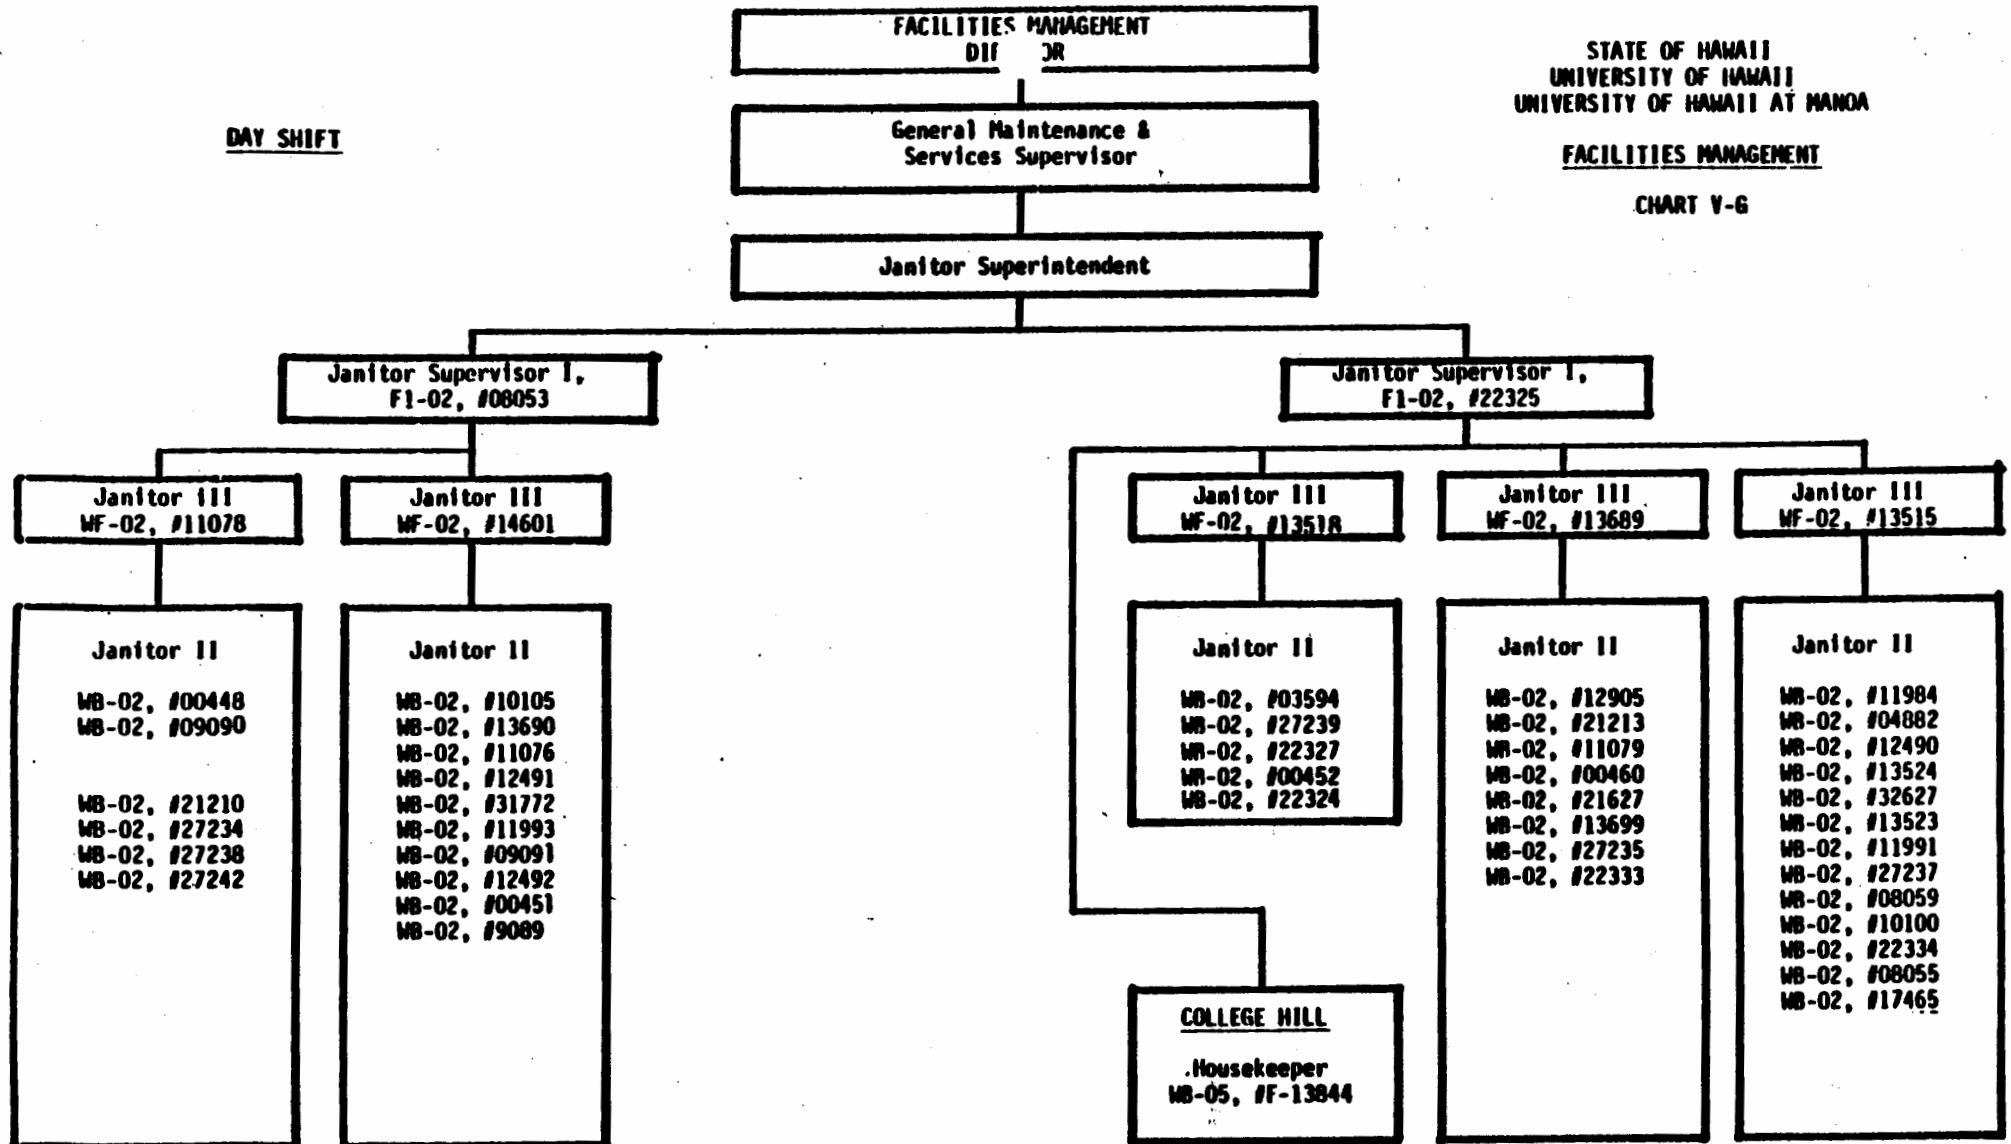 FACILITIES MANAGEMENT
DI OR
STATE OF HAWAII
UNIVERSITY OF HAWAII
UNIVERSITY OF HAWAII AT MANOA
FACILITIES MANAGEMENT
CHART V-G
DAY SHIFT
General Maintenance &
Services Supervisor
Janitor Superintendent
Janitor Supervisor I,
F1-02, #08053
Janitor Supervisor I,
F1-02, #22325
Janitor III
WF-02, #11078
Janitor III
WF-02, #14601
Janitor III
WF-02, #13518
Janitor III
WF-02, #13689
Janitor III
WF-02, #13515
Janitor II
WB-02, #00448
WB-02, #09090
WB-02, #21210
WB-02, #27234
WB-02, #27238
WB-02, #27242
Janitor II
WB-02, #10105
WB-02, #13690
WB-02, #11076
WB-02, #12491
WB-02, #31772
WB-02, #11993
WB-02, #09091
WB-02, #12492
WB-02, #00451
WB-02, #9089
Janitor II
WB-02, #03594
WB-02, #27239
WB-02, #22327
WB-02, #00452
WB-02, #22324
COLLEGE HILL
Housekeeper
WB-05, #F-13844
Janitor II
WB-02, #12905
WB-02, #21213
WB-02, #11079
WB-02, #00460
WB-02, #21627
WB-02, #13699
WB-02, #27235
WB-02, #22333
Janitor II
WB-02, #11984
WB-02, #04882
WB-02, #12490
WB-02, #13524
WB-02, #32627
WB-02, #13523
WB-02, #11991
WB-02, #27237
WB-02, #08059
WB-02, #10100
WB-02, #22334
WB-02, #08055
WB-02, #17465